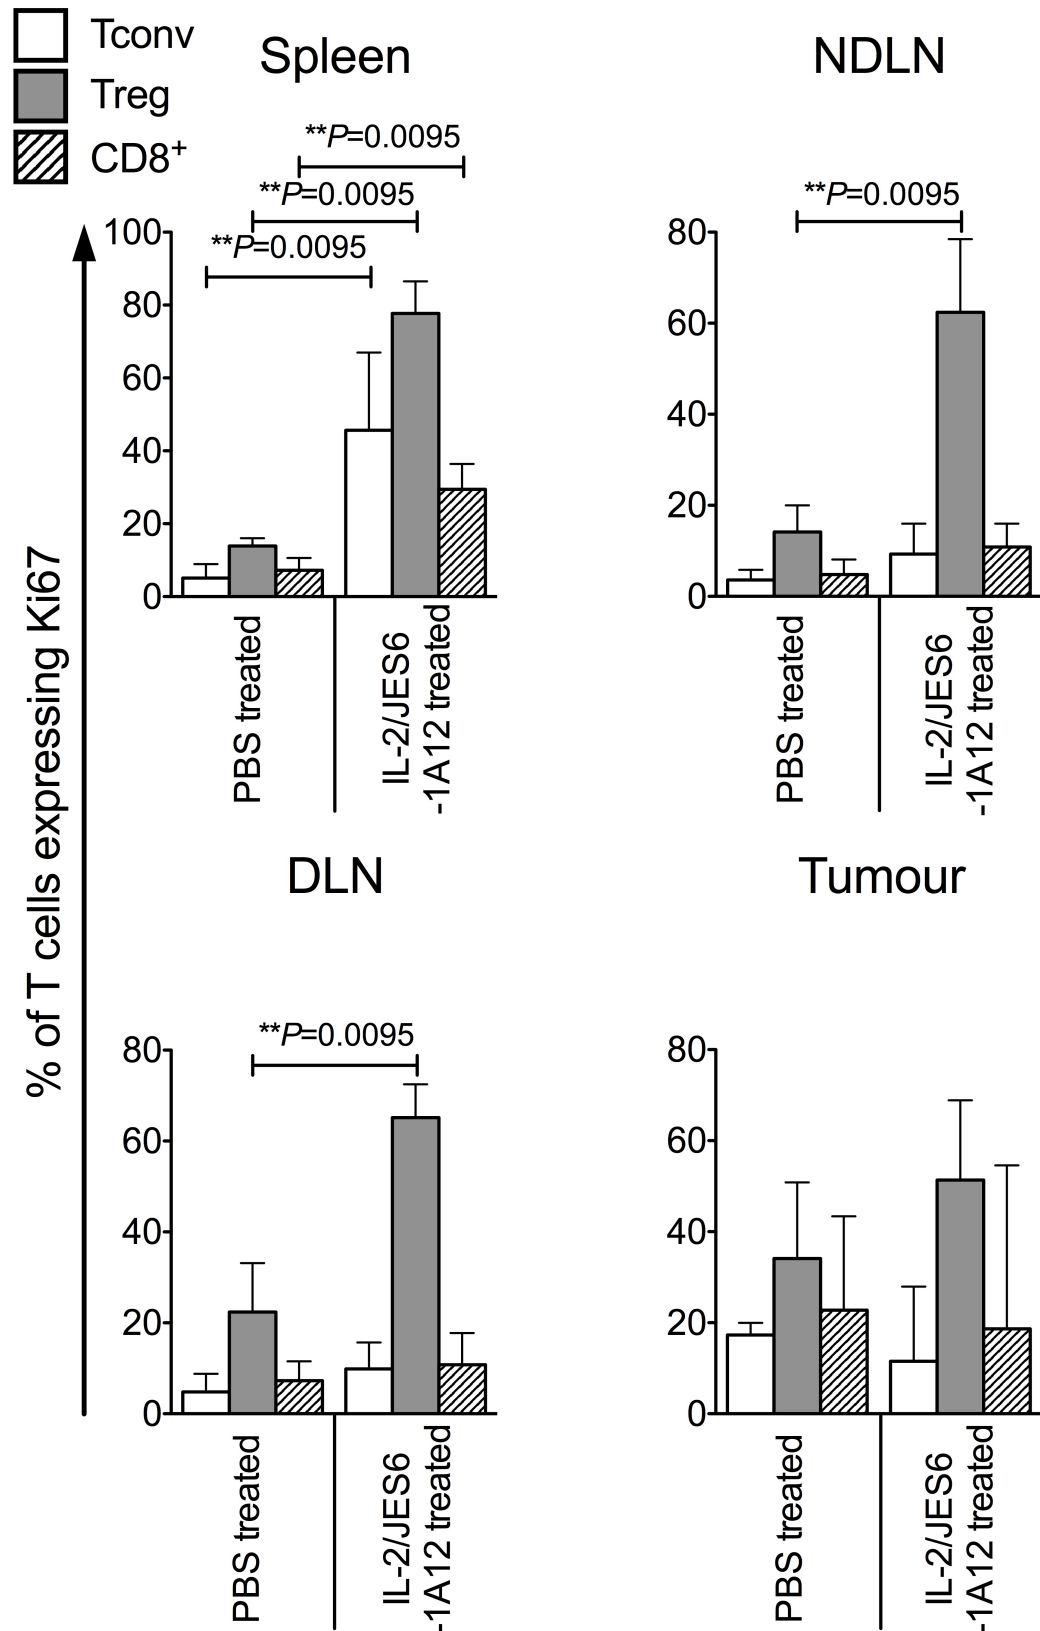 Tconv
Treg
CD8+
% of T cells expressing Ki67
Spleen
**P=0.0095
**P=0.0095
**P=0.0095
100
80
60
40
20
0
PBS treated
IL-2/JES6
-1A12 treated
NDLN
**P=0.0095
80
60
40
20
0
PBS treated
IL-2/JES6
-1A12 treated
DLN
**P=0.0095
80
60
40
20
0
PBS treated
IL-2/JES6
-1A12 treated
Tumour
80
60
40
20
0
PBS treated
IL-2/JES6
-1A12 treated